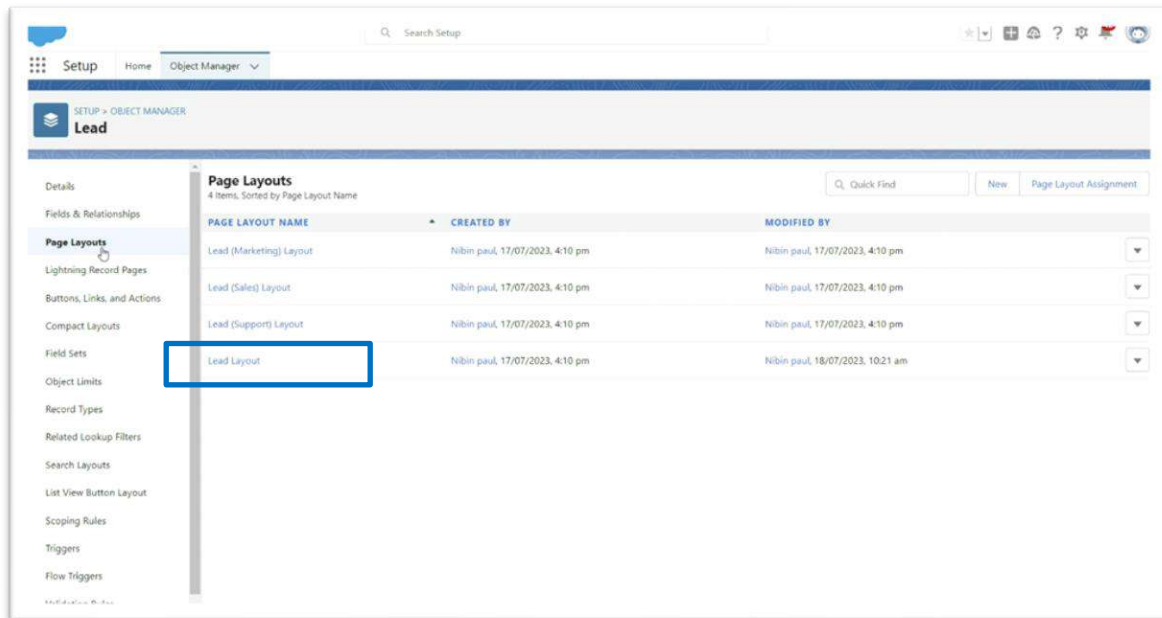 Search Setup
Setup Home Object Manager
SETUP > OBJECT MANAGER
Lead
Details
Fields & Relationships
Page Layouts
Lightning Record Pages
Buttons, Links, and Actions
Compact Layouts
Field Sets
Object Limits
Record Types
Related Lookup Filters
Search Layouts
List View Button Layout
Scoping Rules
Triggers
Flow Triggers
Validation Rules
Page Layouts
4 Items, Sorted by Page Layout Name
Quick Find New Page Layout Assignment
PAGE LAYOUT NAME CREATED BY MODIFIED BY
Lead (Marketing) Layout Nibin paul, 17/07/2023, 4:10 pm Nibin paul, 17/07/2023, 4:10 pm
Lead (Sales) Layout Nibin paul, 17/07/2023, 4:10 pm Nibin paul, 17/07/2023, 4:10 pm
Lead (Support) Layout Nibin paul, 17/07/2023, 4:10 pm Nibin paul, 17/07/2023, 4:10 pm
Lead Layout Nibin paul, 17/07/2023, 4:10 pm Nibin paul, 18/07/2023, 10:21 am